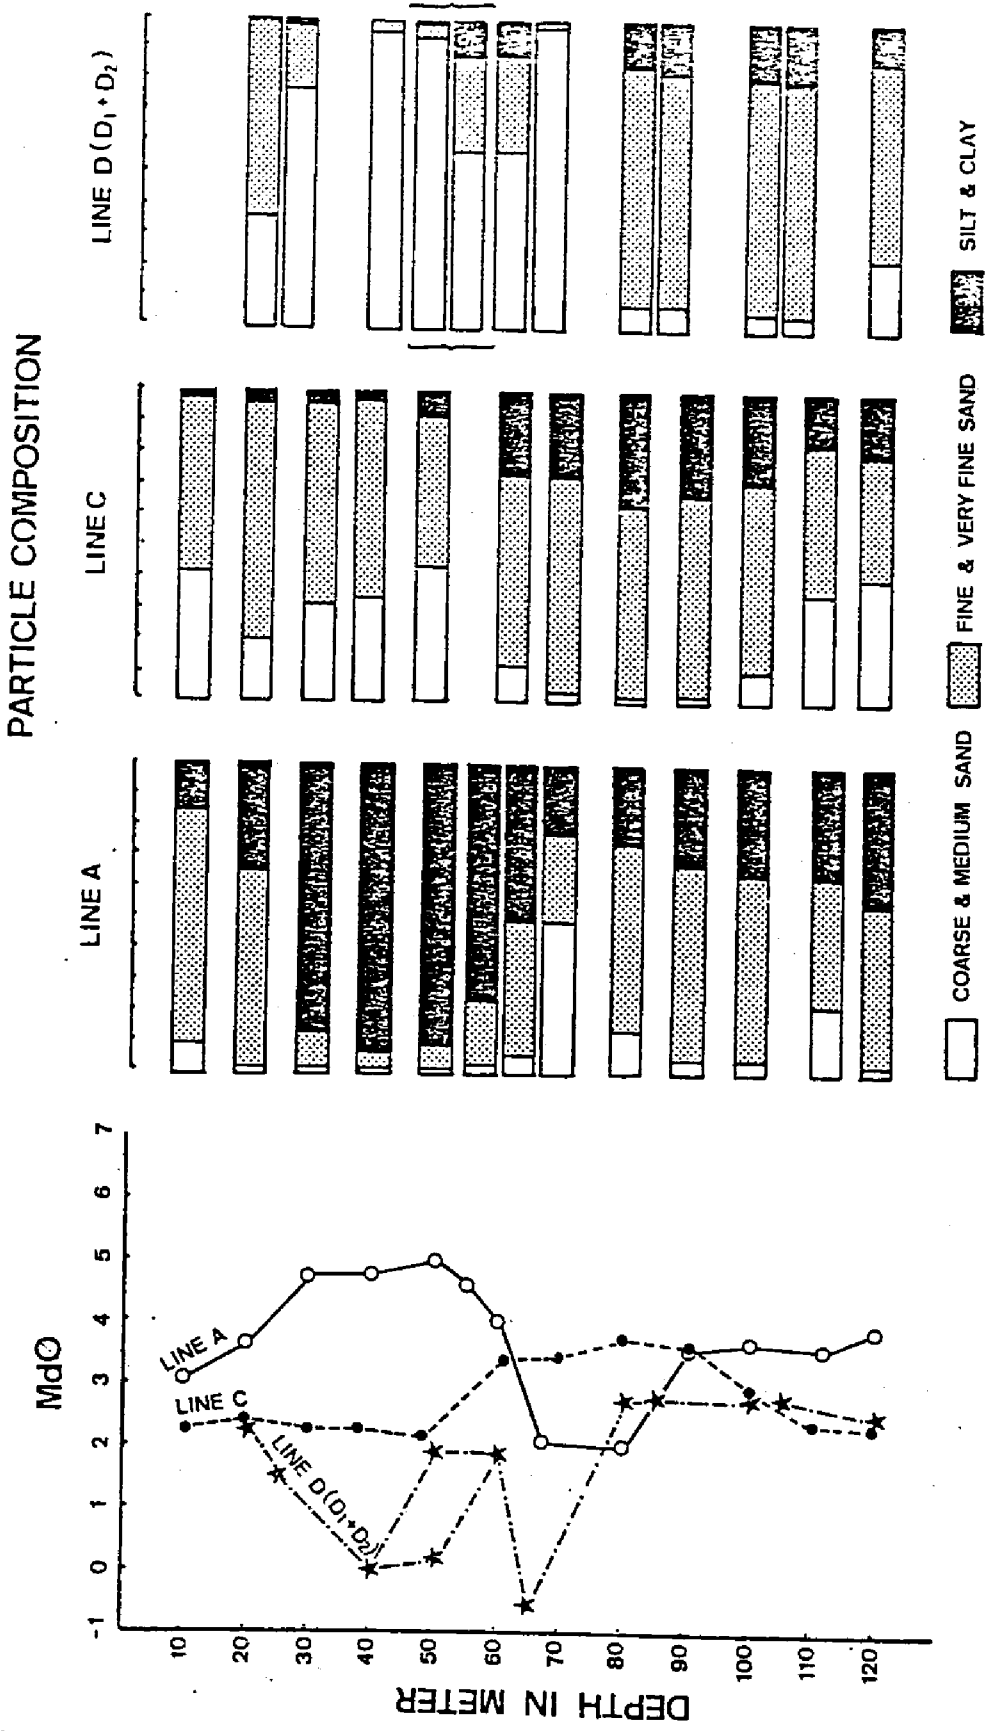 PARTICLE COMPOSITION
MdØ
LINE A
LINE C
LINE D (D₁ + D₂)
-1 0 1 2 3 4 5 6 7
LINE A
LINE C
LINE D (D₁+D₂)
10
20
30
40
50
60
70
80
90
100
110
120
DEPTH IN METER
COARSE & MEDIUM SAND
FINE & VERY FINE SAND
SILT & CLAY